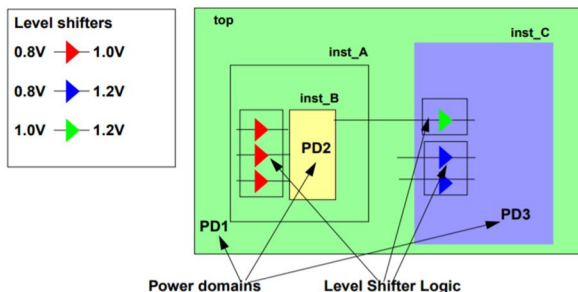 Level shifters
0.8V 1.0V
0.8V 1.2V
1.0V 1.2V
top
inst_C
inst_A
inst_B
PD2
PD1
PD3
Power domains
Level Shifter Logic